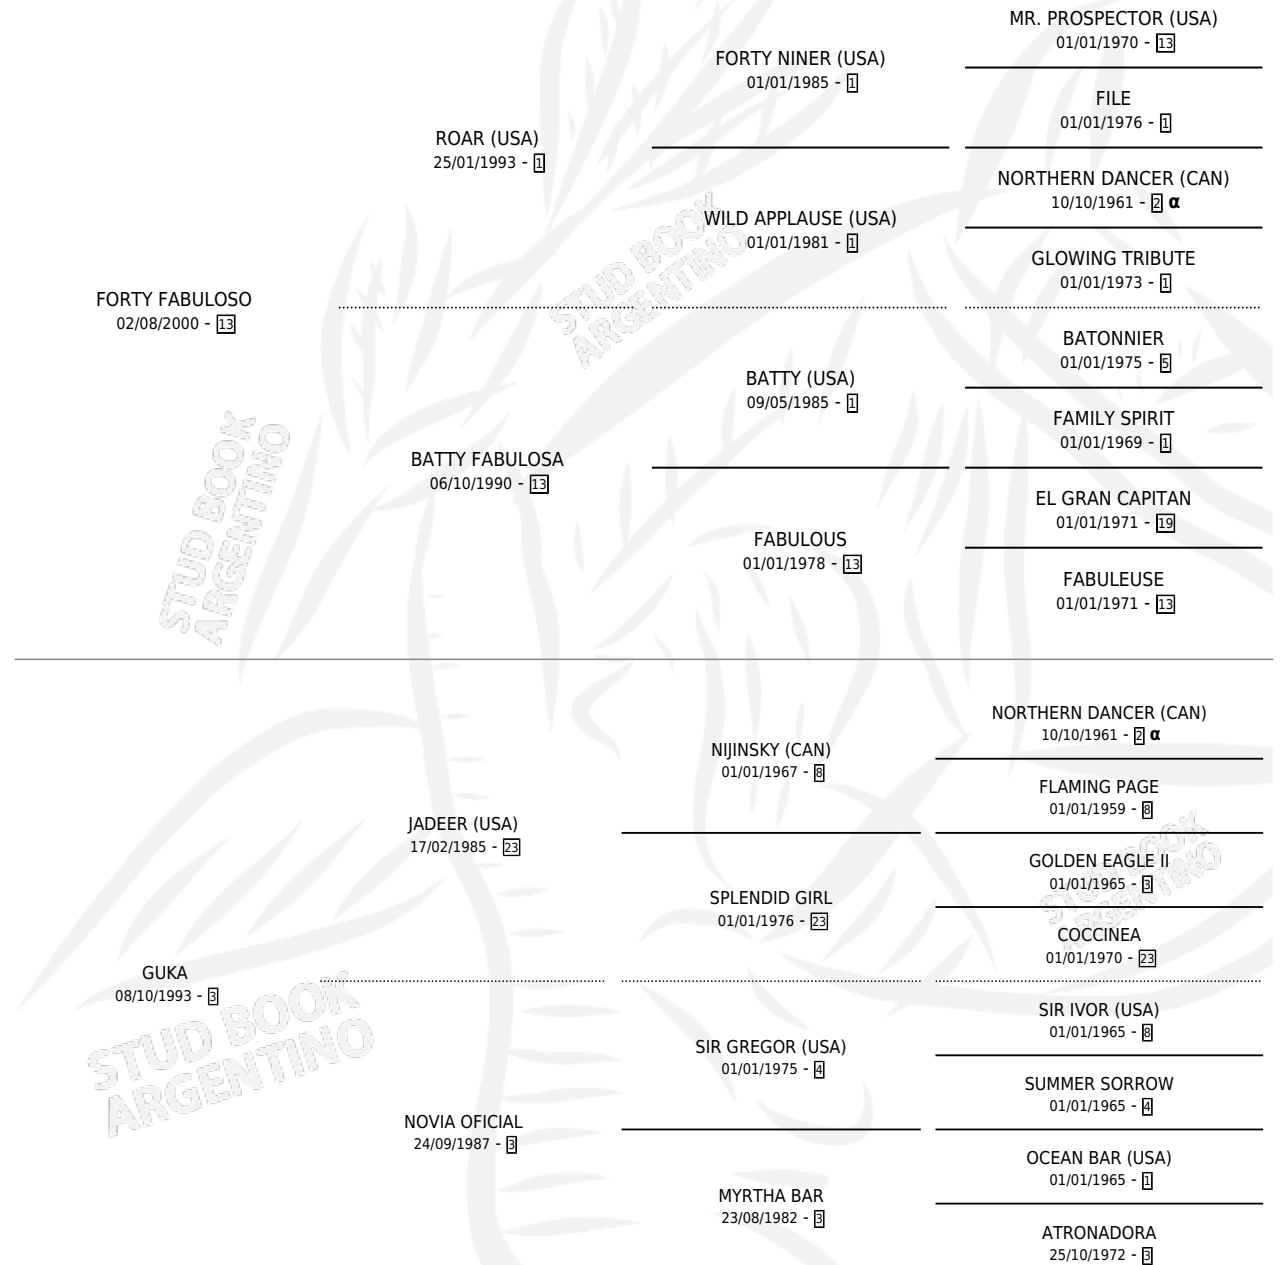 MR. PROSPECTOR (USA)
01/01/1970 - 13
FORTY NINER (USA)
01/01/1985 - 1
FILE
01/01/1976 - 1
ROAR (USA)
25/01/1993 - 1
NORTHERN DANCER (CAN)
10/10/1961 - 2 α
WILD APPLAUSE (USA)
01/01/1981 - 1
GLOWING TRIBUTE
01/01/1973 - 1
FORTY FABULOSO
02/08/2000 - 13
BATONNIER
01/01/1975 - 5
BATTY (USA)
09/05/1985 - 1
FAMILY SPIRIT
01/01/1969 - 1
BATTY FABULOSA
06/10/1990 - 13
EL GRAN CAPITAN
01/01/1971 - 19
FABULOUS
01/01/1978 - 13
FABULEUSE
01/01/1971 - 13
NORTHERN DANCER (CAN)
10/10/1961 - 2 α
NIJINSKY (CAN)
01/01/1967 - 8
FLAMING PAGE
01/01/1959 - 8
JADEER (USA)
17/02/1985 - 23
GOLDEN EAGLE II
01/01/1965 - 3
SPLENDID GIRL
01/01/1976 - 23
COCCINEA
01/01/1970 - 23
GUKA
08/10/1993 - 3
SIR IVOR (USA)
01/01/1965 - 8
SIR GREGOR (USA)
01/01/1975 - 4
SUMMER SORROW
01/01/1965 - 4
NOVIA OFICIAL
24/09/1987 - 3
OCEAN BAR (USA)
01/01/1965 - 1
MYRTHA BAR
23/08/1982 - 3
ATRONADORA
25/10/1972 - 3
STUD BOOK
ARGENTINO
STUD BOOK
ARGENTINO
STUD BOOK
ARGENTINO
STUD BOOK
ARGENTINO